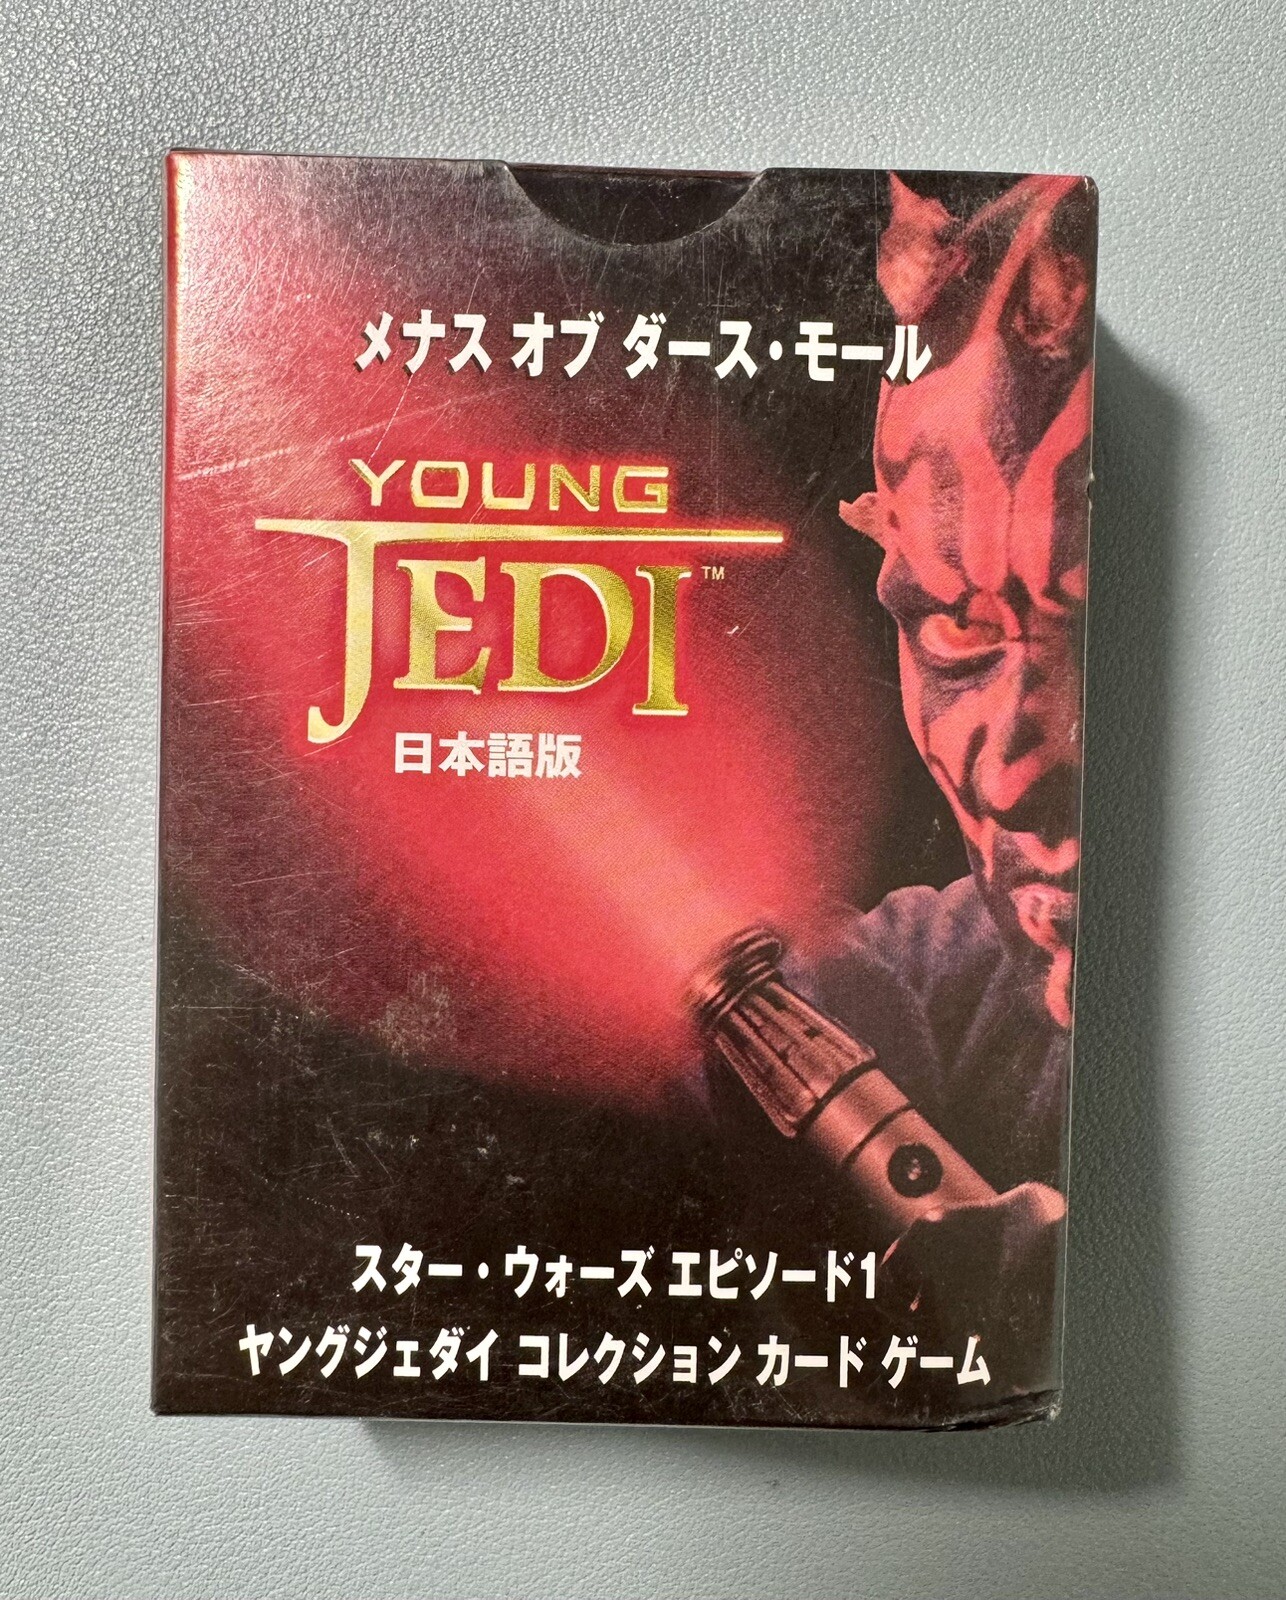 メナス オブ ダース・モール
YOUNG
JEDI™
日本語版
スター・ウォーズ エピソード1
ヤングジェダイ コレクション カード ゲーム